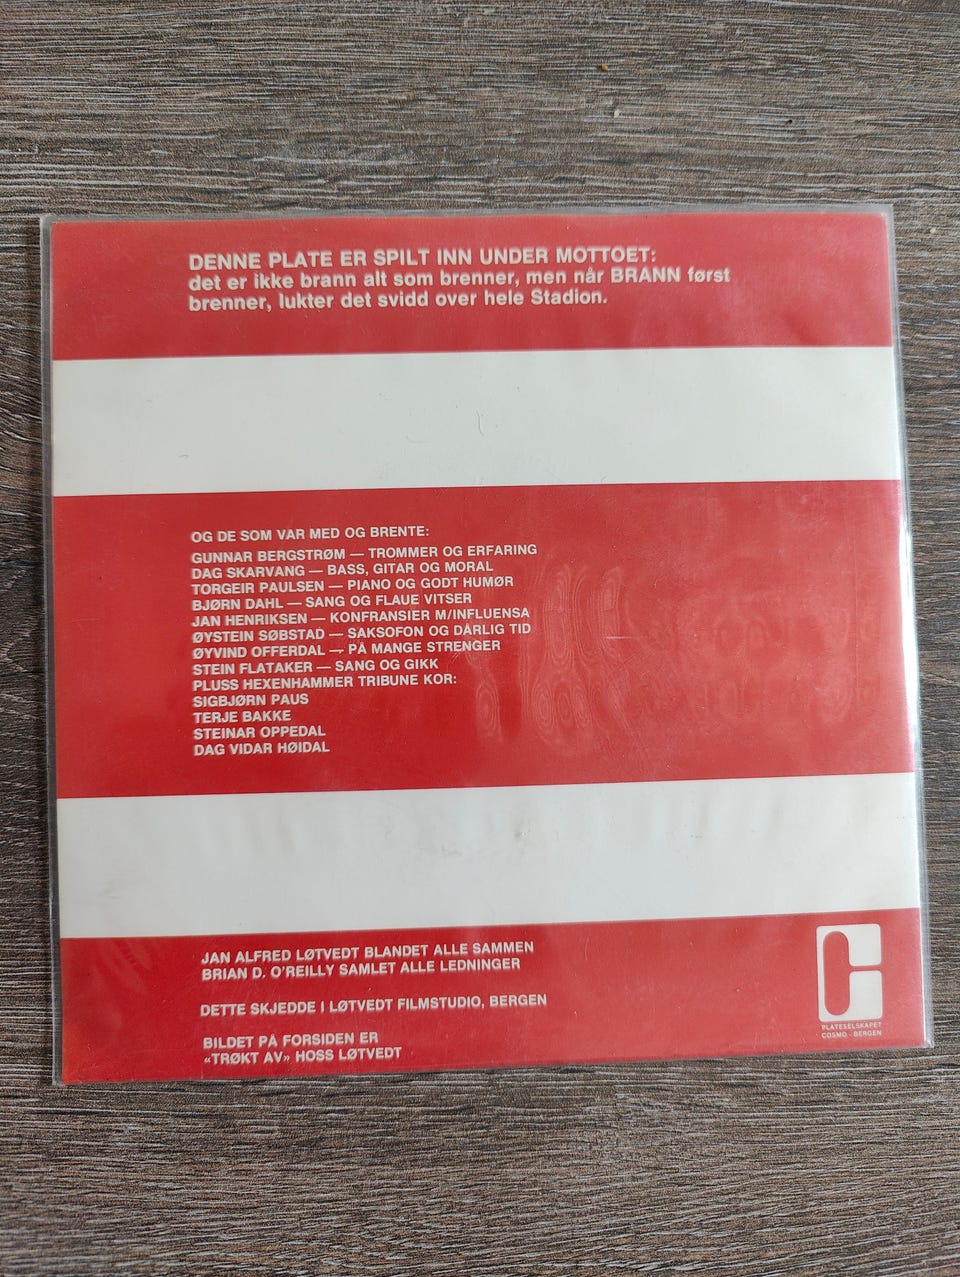 DENNE PLATE ER SPILT INN UNDER MOTTOET:
det er ikke brann alt som brenner, men når BRANN først
brenner, lukter det svidd over hele Stadion.
OG DE SOM VAR MED OG BRENTE:
GUNNAR BERGSTRØM — TROMMER OG ERFARING
DAG SKARVANG — BASS, GITAR OG MORAL
TORGEIR PAULSEN — PIANO OG GODT HUMØR
BJØRN DAHL — SANG OG FLAUE VITSER
JAN HENRIKSEN — KONFRANSIER M/INFLUENSA
ØYSTEIN SØBSTAD — SAKSOFON OG DÅRLIG TID
ØYVIND OFFERDAL — PÅ MANGE STRENGER
STEIN FLATAKER — SANG OG GIKK
PLUSS HEXENHAMMER TRIBUNE KOR:
SIGBJØRN PAUS
TERJE BAKKE
STEINAR OPPEDAL
DAG VIDAR HØIDAL
JAN ALFRED LØTVEDT BLANDET ALLE SAMMEN
BRIAN D. O'REILLY SAMLET ALLE LEDNINGER
DETTE SKJEDDE I LØTVEDT FILMSTUDIO, BERGEN
BILDET PÅ FORSIDEN ER
«TRØKT AV» HOSS LØTVEDT
PLATESELSKAPET
COSMO - BERGEN